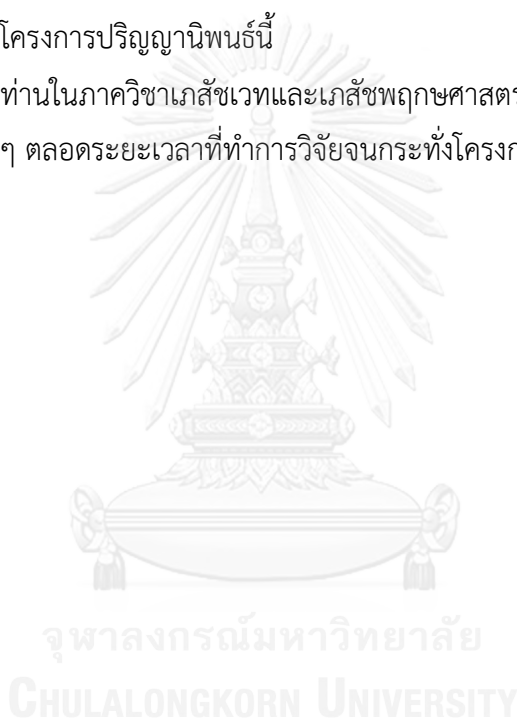 โครงการปริญญานิพนธ์นี้
ท่านในภาควิชาเภสัชเวทและเภสัชพฤกษศาสตร
ๆ ตลอดระยะเวลาที่ทำการวิจัยจนกระทั่งโครงก
จุฬาลงกรณ์มหาวิทยาลัย
CHULALONGKORN UNIVERSITY